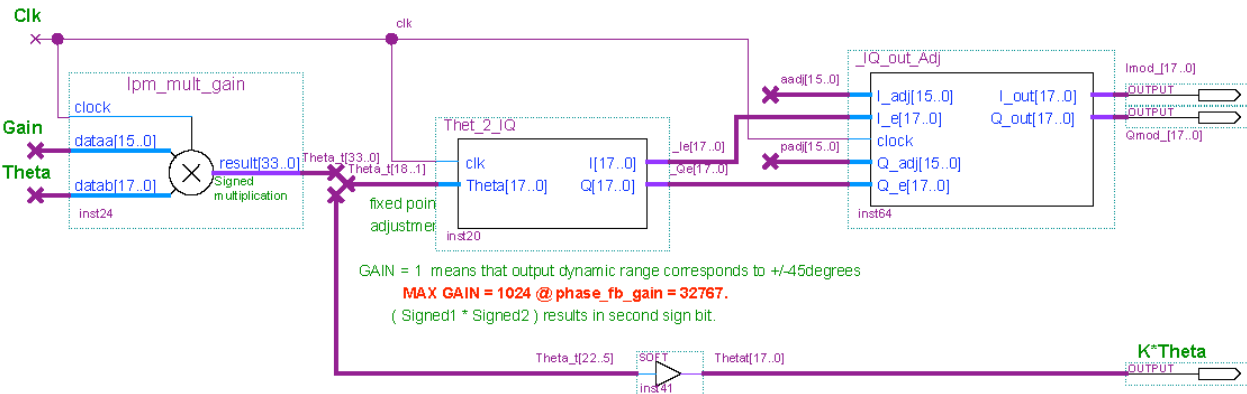 Clk
clk
lpm_mult_gain
clock
Gain
dataa[15..0]
Theta
datab[17..0]
result[33..0]
Signed
multiplication
inst24
Theta_t[33..0]
Theta_t[18..1]
fixed poin
adjustmer
Thet_2_IQ
clk
Theta[17..0]
I[17..0]
Q[17..0]
inst20
_Ie[17..0]
_Qe[17..0]
aadj[15..0]
padj[15..0]
_IQ_out_Adj
I_adj[15..0]
I_e[17..0]
clock
Q_adj[15..0]
Q_e[17..0]
I_out[17..0]
Q_out[17..0]
inst64
Imod_[17..0]
OUTPUT
OUTPUT
Qmod_[17..0]
GAIN = 1 means that output dynamic range corresponds to +/-45degrees
MAX GAIN = 1024 @ phase_fb_gain = 32767.
( Signed1 * Signed2 ) results in second sign bit.
Theta_t[22..5]
SOFT
inst41
Thetat[17..0]
K*Theta
OUTPUT